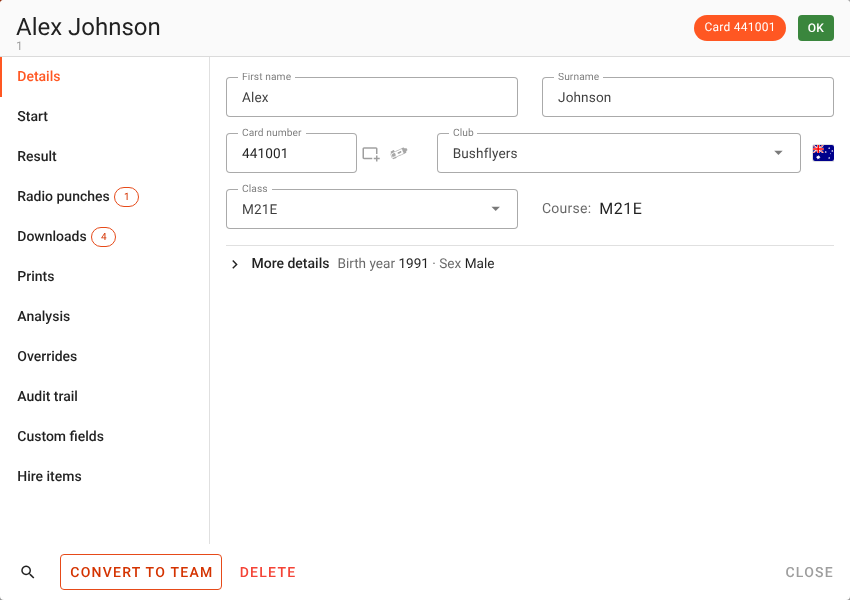 Alex Johnson
1
Card 441001
OK
Details
Start
Result
Radio punches 1
Downloads 4
Prints
Analysis
Overrides
Audit trail
Custom fields
Hire items
First name
Alex
Surname
Johnson
Card number
441001
Club
Bushflyers
Class
M21E
Course: M21E
More details Birth year 1991 · Sex Male
CONVERT TO TEAM
DELETE
CLOSE